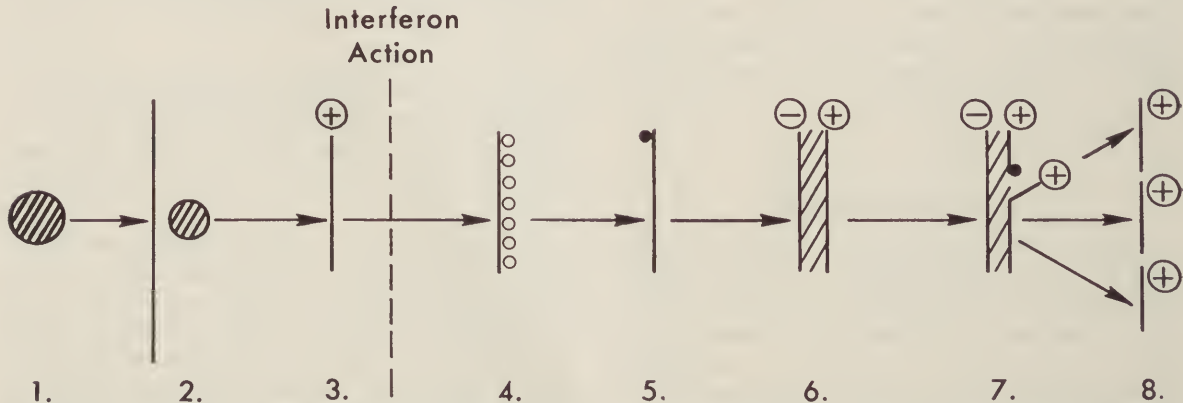 Interferon
Action
+
− +
− +
+
+
+
+
1. 2. 3. 4. 5. 6. 7. 8.